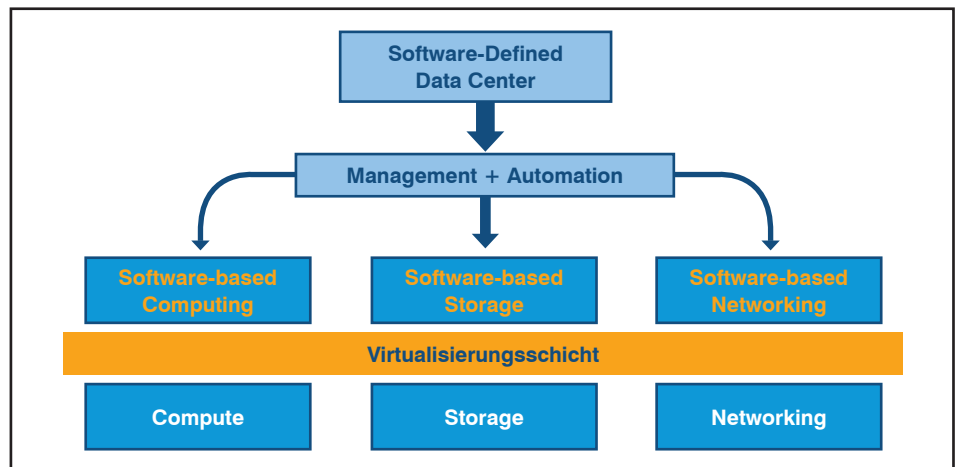 Software-Defined
Data Center
Management + Automation
Software-based
Computing
Software-based
Storage
Software-based
Networking
Virtualisierungsschicht
Compute
Storage
Networking